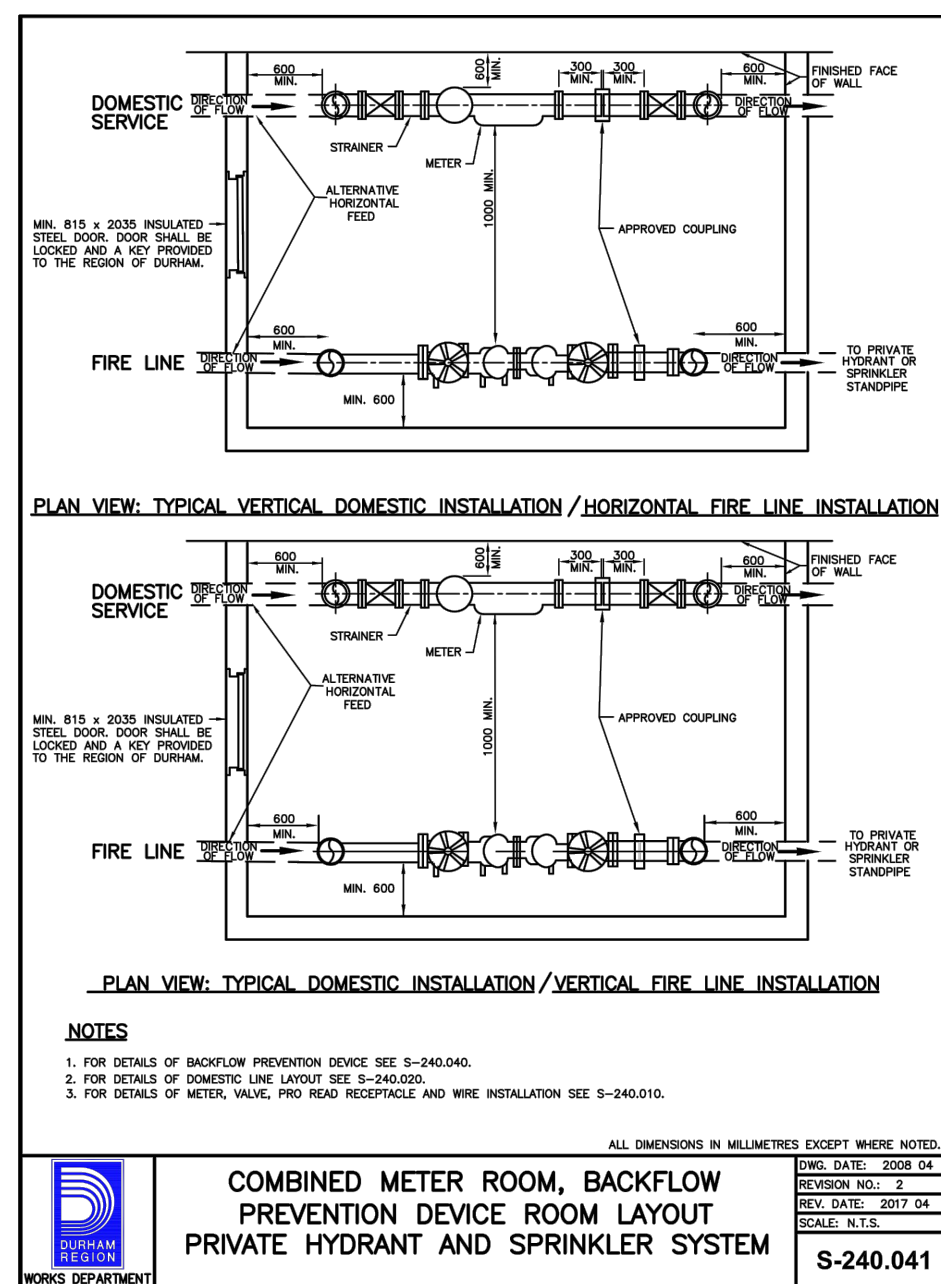 600
MIN.
600
MIN.
300
MIN.
300
MIN.
600
MIN.
FINISHED FACE
OF WALL
DOMESTIC
SERVICE
DIRECTION
OF FLOW
DIRECTION
OF FLOW
STRAINER
METER
ALTERNATIVE
HORIZONTAL
FEED
1000 MIN.
APPROVED COUPLING
MIN. 815 x 2035 INSULATED
STEEL DOOR. DOOR SHALL BE
LOCKED AND A KEY PROVIDED
TO THE REGION OF DURHAM.
600
MIN.
600
MIN.
FIRE LINE
DIRECTION
OF FLOW
DIRECTION
OF FLOW
TO PRIVATE
HYDRANT OR
SPRINKLER
STANDPIPE
MIN. 600
PLAN VIEW: TYPICAL VERTICAL DOMESTIC INSTALLATION / HORIZONTAL FIRE LINE INSTALLATION
600
MIN.
600
MIN.
300
MIN.
300
MIN.
600
MIN.
FINISHED FACE
OF WALL
DOMESTIC
SERVICE
DIRECTION
OF FLOW
DIRECTION
OF FLOW
STRAINER
METER
ALTERNATIVE
HORIZONTAL
FEED
1000 MIN.
APPROVED COUPLING
MIN. 815 x 2035 INSULATED
STEEL DOOR. DOOR SHALL BE
LOCKED AND A KEY PROVIDED
TO THE REGION OF DURHAM.
600
MIN.
600
MIN.
FIRE LINE
DIRECTION
OF FLOW
DIRECTION
OF FLOW
TO PRIVATE
HYDRANT OR
SPRINKLER
STANDPIPE
MIN. 600
PLAN VIEW: TYPICAL DOMESTIC INSTALLATION / VERTICAL FIRE LINE INSTALLATION
NOTES
1. FOR DETAILS OF BACKFLOW PREVENTION DEVICE SEE S-240.040.
2. FOR DETAILS OF DOMESTIC LINE LAYOUT SEE S-240.020.
3. FOR DETAILS OF METER, VALVE, PRO READ RECEPTACLE AND WIRE INSTALLATION SEE S-240.010.
ALL DIMENSIONS IN MILLIMETRES EXCEPT WHERE NOTED.
DURHAM
REGION
WORKS DEPARTMENT
COMBINED METER ROOM, BACKFLOW
PREVENTION DEVICE ROOM LAYOUT
PRIVATE HYDRANT AND SPRINKLER SYSTEM
DWG. DATE: 2008 04
REVISION NO.: 2
REV. DATE: 2017 04
SCALE: N.T.S.
S-240.041